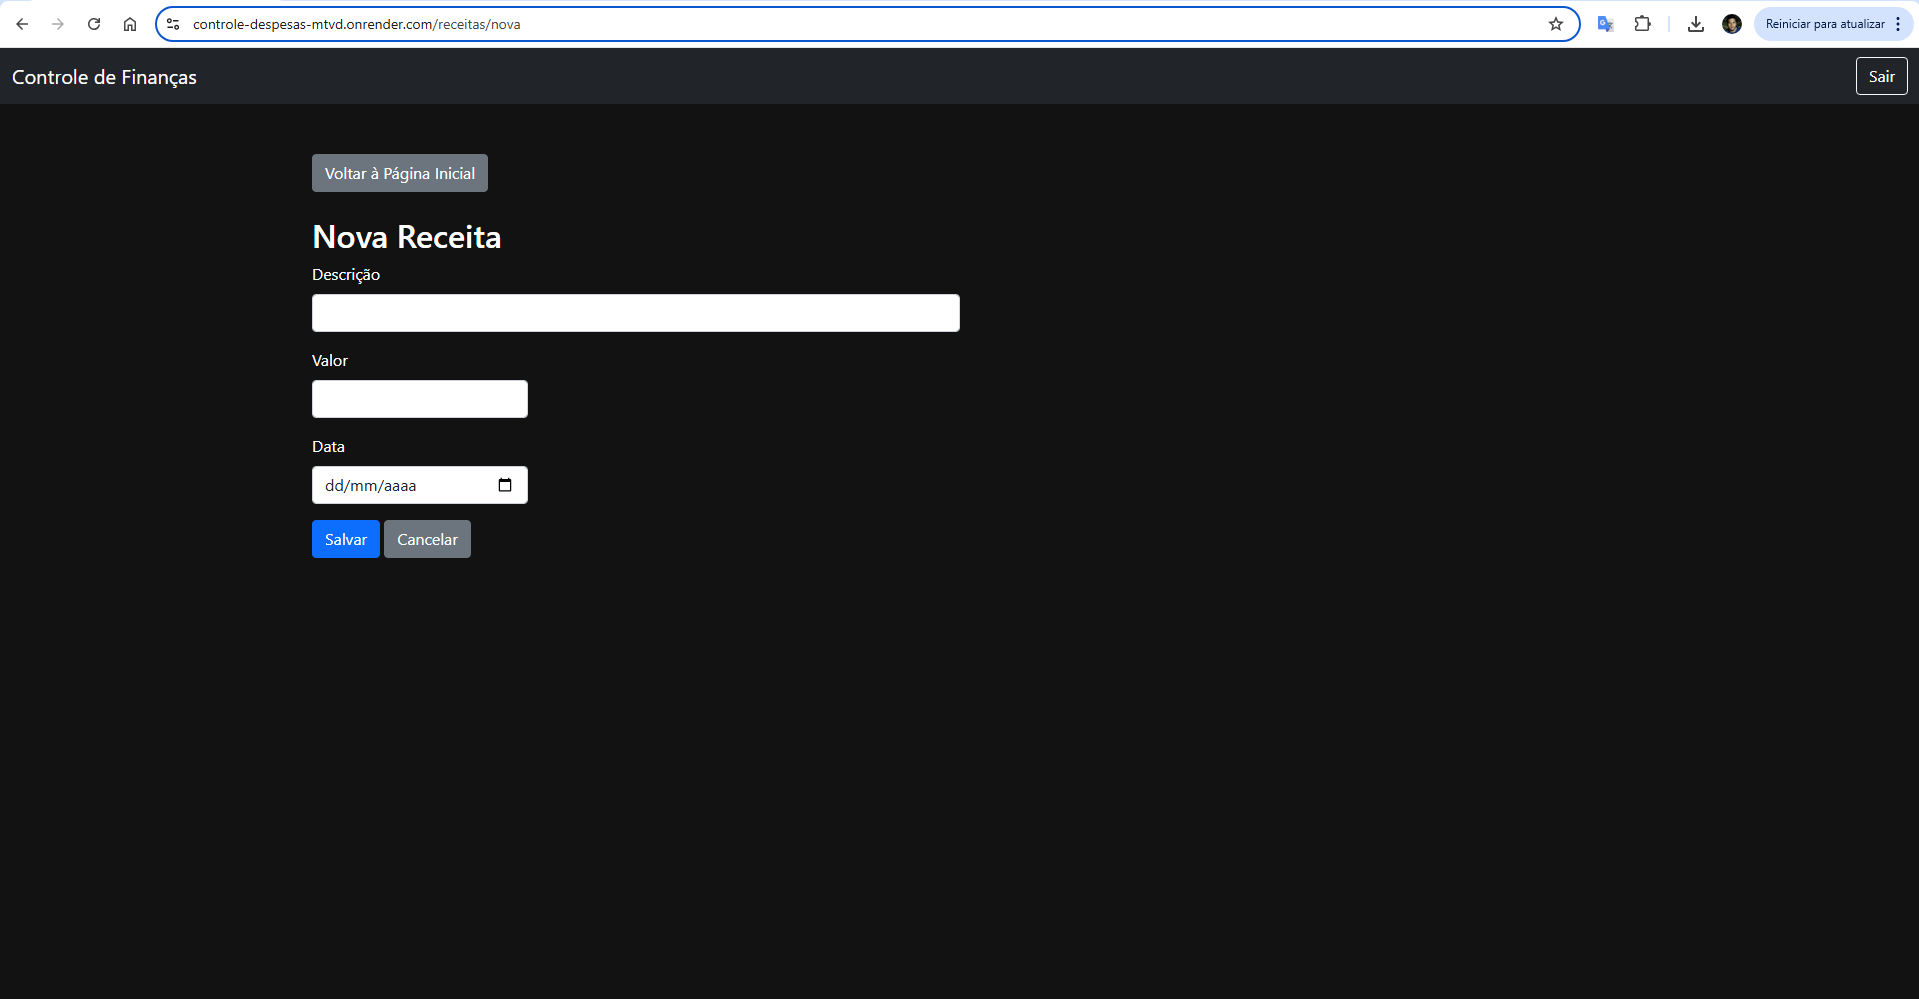 controle-despesas-mtvd.onrender.com/receitas/nova
Reiniciar para atualizar
Controle de Finanças
Sair
Voltar à Página Inicial
Nova Receita
Descrição
Valor
Data
dd/mm/aaaa
Salvar Cancelar